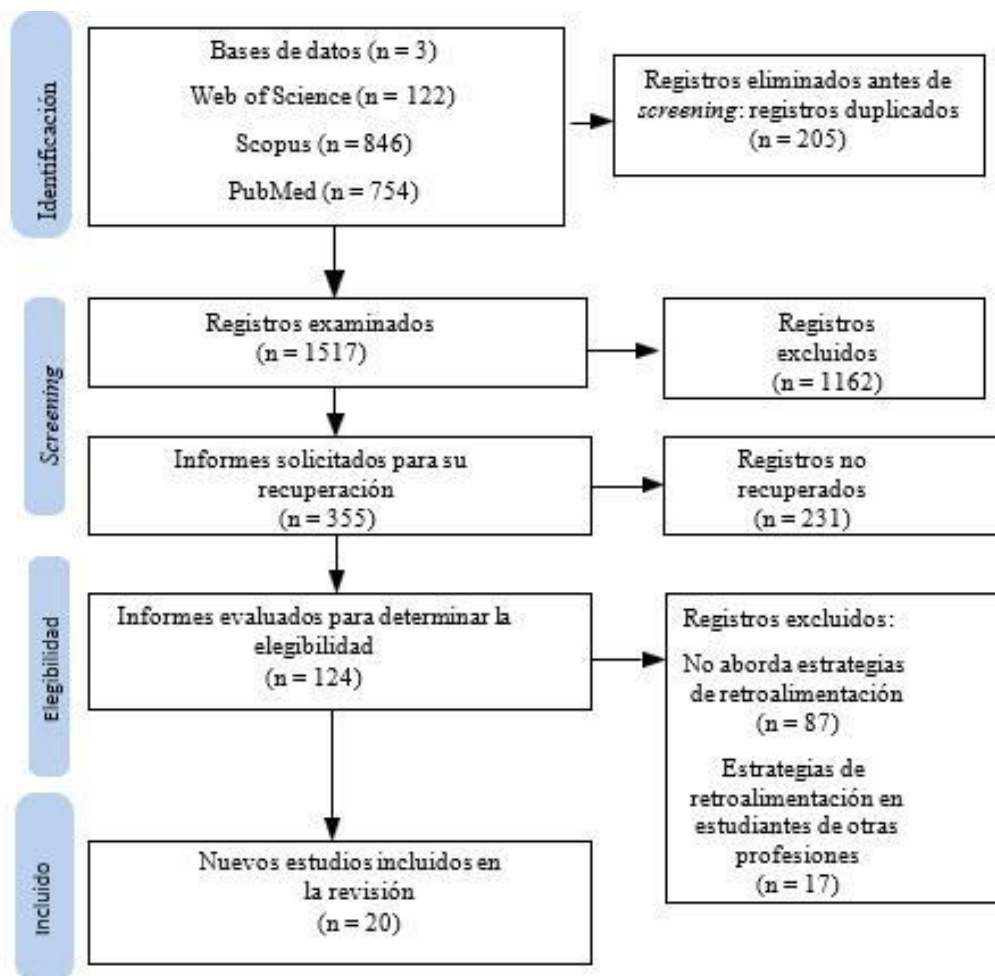 Identificación
Bases de datos (n = 3)
Web of Science (n = 122)
Scopus (n = 846)
PubMed (n = 754)
Registros eliminados antes de
screening: registros duplicados
(n = 205)
Screening
Registros examinados
(n = 1517)
Registros
excluidos
(n = 1162)
Informes solicitados para su
recuperación
(n = 355)
Registros no
recuperados
(n = 231)
Elegibilidad
Informes evaluados para determinar la
elegibilidad
(n = 124)
Registros excluidos:
No aborda estrategias
de retroalimentación
(n = 87)
Estrategias de
retroalimentación en
estudiantes de otras
profesiones
(n = 17)
Incluido
Nuevos estudios incluidos en
la revisión
(n = 20)